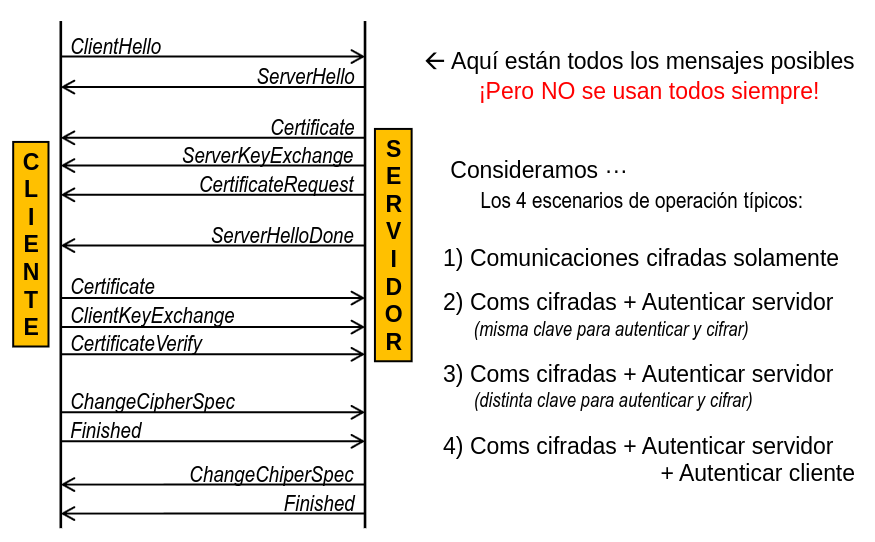 ClientHello
ServerHello
Certificate
ServerKeyExchange
CertificateRequest
ServerHelloDone
Certificate
ClientKeyExchange
CertificateVerify
ChangeCipherSpec
Finished
ChangeChiperSpec
Finished
CLIENTE
SERVIDOR
← Aquí están todos los mensajes posibles
¡Pero NO se usan todos siempre!
Consideramos ···
Los 4 escenarios de operación típicos:
1) Comunicaciones cifradas solamente
2) Coms cifradas + Autenticar servidor
(misma clave para autenticar y cifrar)
3) Coms cifradas + Autenticar servidor
(distinta clave para autenticar y cifrar)
4) Coms cifradas + Autenticar servidor
+ Autenticar cliente